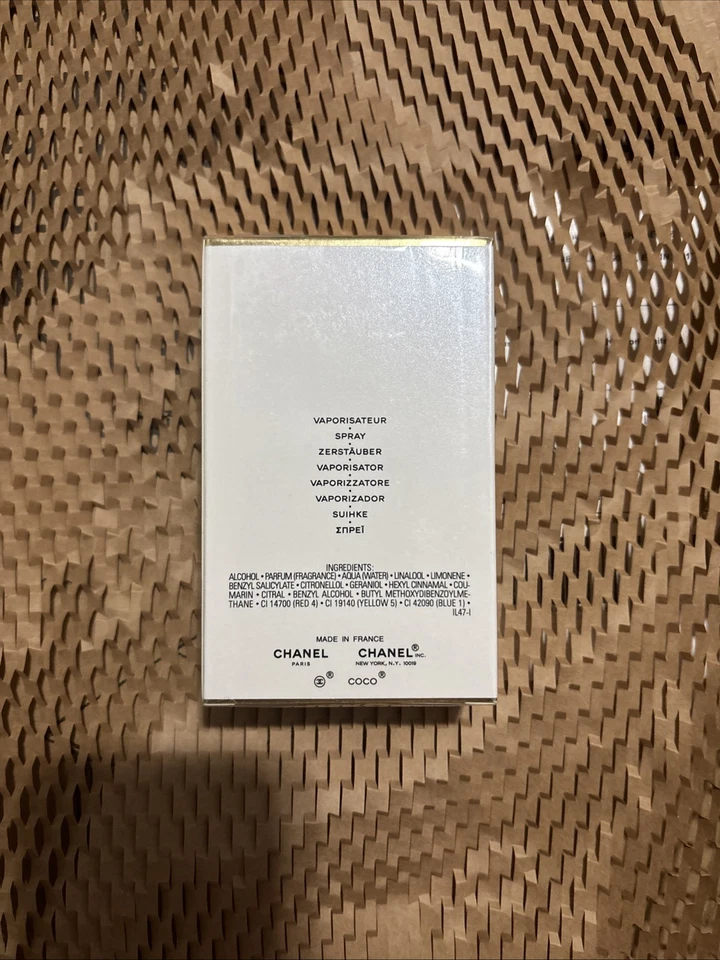 VAPORISATEUR
•
SPRAY
•
ZERSTÄUBER
•
VAPORISATOR
•
VAPORIZZATORE
•
VAPORIZADOR
•
SUIHKE
•
ΣΠΡΕΪ
INGREDIENTS:
ALCOHOL • PARFUM (FRAGRANCE) • AQUA (WATER) • LINALOOL • LIMONENE •
BENZYL SALICYLATE • CITRONELLOL • GERANIOL • HEXYL CINNAMAL • COU-
MARIN • CITRAL • BENZYL ALCOHOL • BUTYL METHOXYDIBENZOYLME-
THANE • CI 14700 (RED 4) • CI 19140 (YELLOW 5) • CI 42090 (BLUE 1) •
IL47-I
MADE IN FRANCE
CHANEL CHANEL® INC.
PARIS NEW YORK, N.Y. 10019
® COCO®